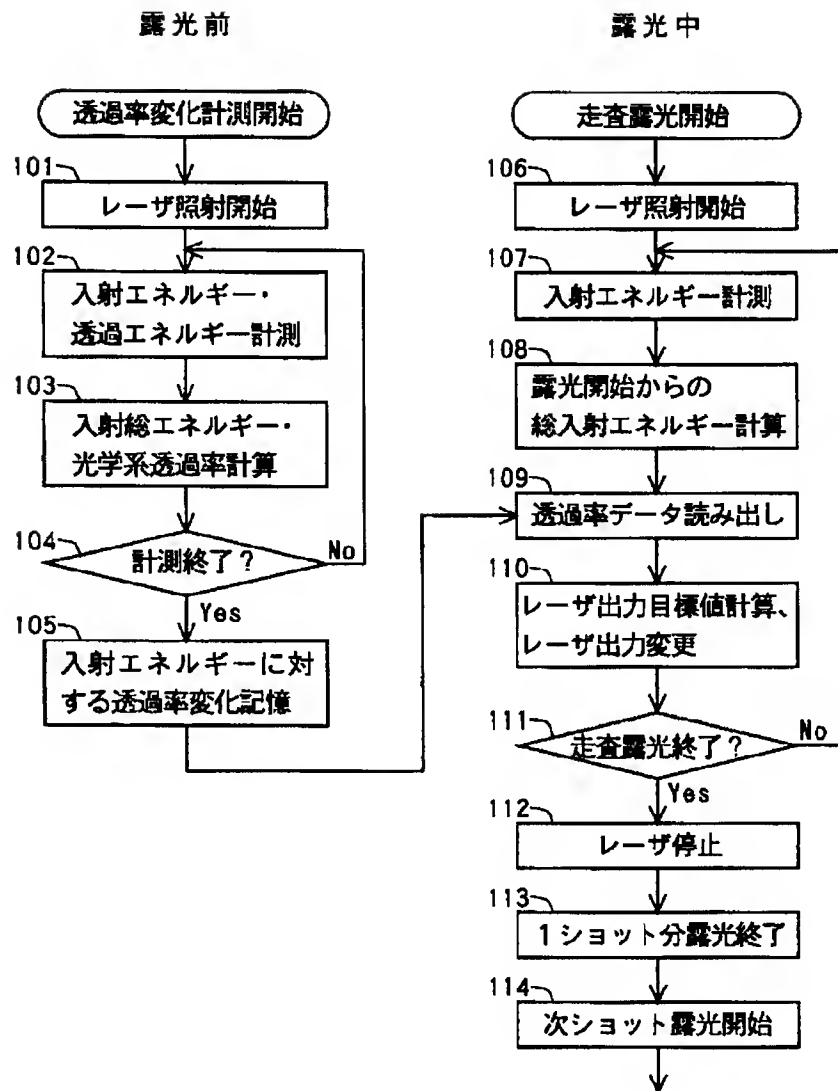 露光前
透過率変化計測開始
101
レーザ照射開始
102
入射エネルギー・
透過エネルギー計測
103
入射総エネルギー・
光学系透過率計算
104
計測終了？
No
Yes
105
入射エネルギーに対
する透過率変化記憶
露光中
走査露光開始
106
レーザ照射開始
107
入射エネルギー計測
108
露光開始からの
総入射エネルギー計算
109
透過率データ読み出し
110
レーザ出力目標値計算、
レーザ出力変更
111
走査露光終了？
No
Yes
112
レーザ停止
113
１ショット分露光終了
114
次ショット露光開始